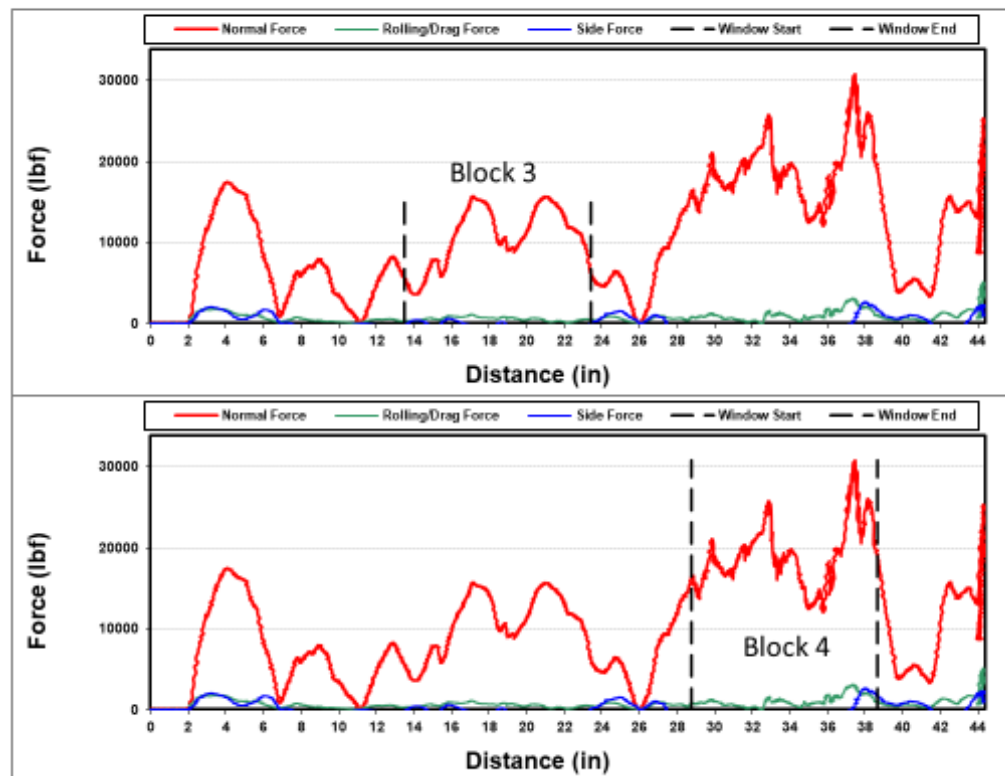 Normal Force Rolling/Drag Force Side Force Window Start Window End
Force (lbf)
30000
20000
10000
0
Block 3
0 2 4 6 8 10 12 14 16 18 20 22 24 26 28 30 32 34 36 38 40 42 44
Distance (in)
Normal Force Rolling/Drag Force Side Force Window Start Window End
Force (lbf)
30000
20000
10000
0
Block 4
0 2 4 6 8 10 12 14 16 18 20 22 24 26 28 30 32 34 36 38 40 42 44
Distance (in)